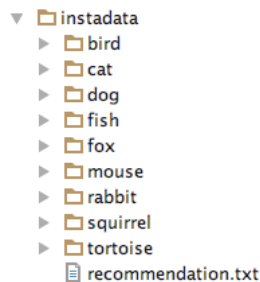 instadata
bird
cat
dog
fish
fox
mouse
rabbit
squirrel
tortoise
recommendation.txt